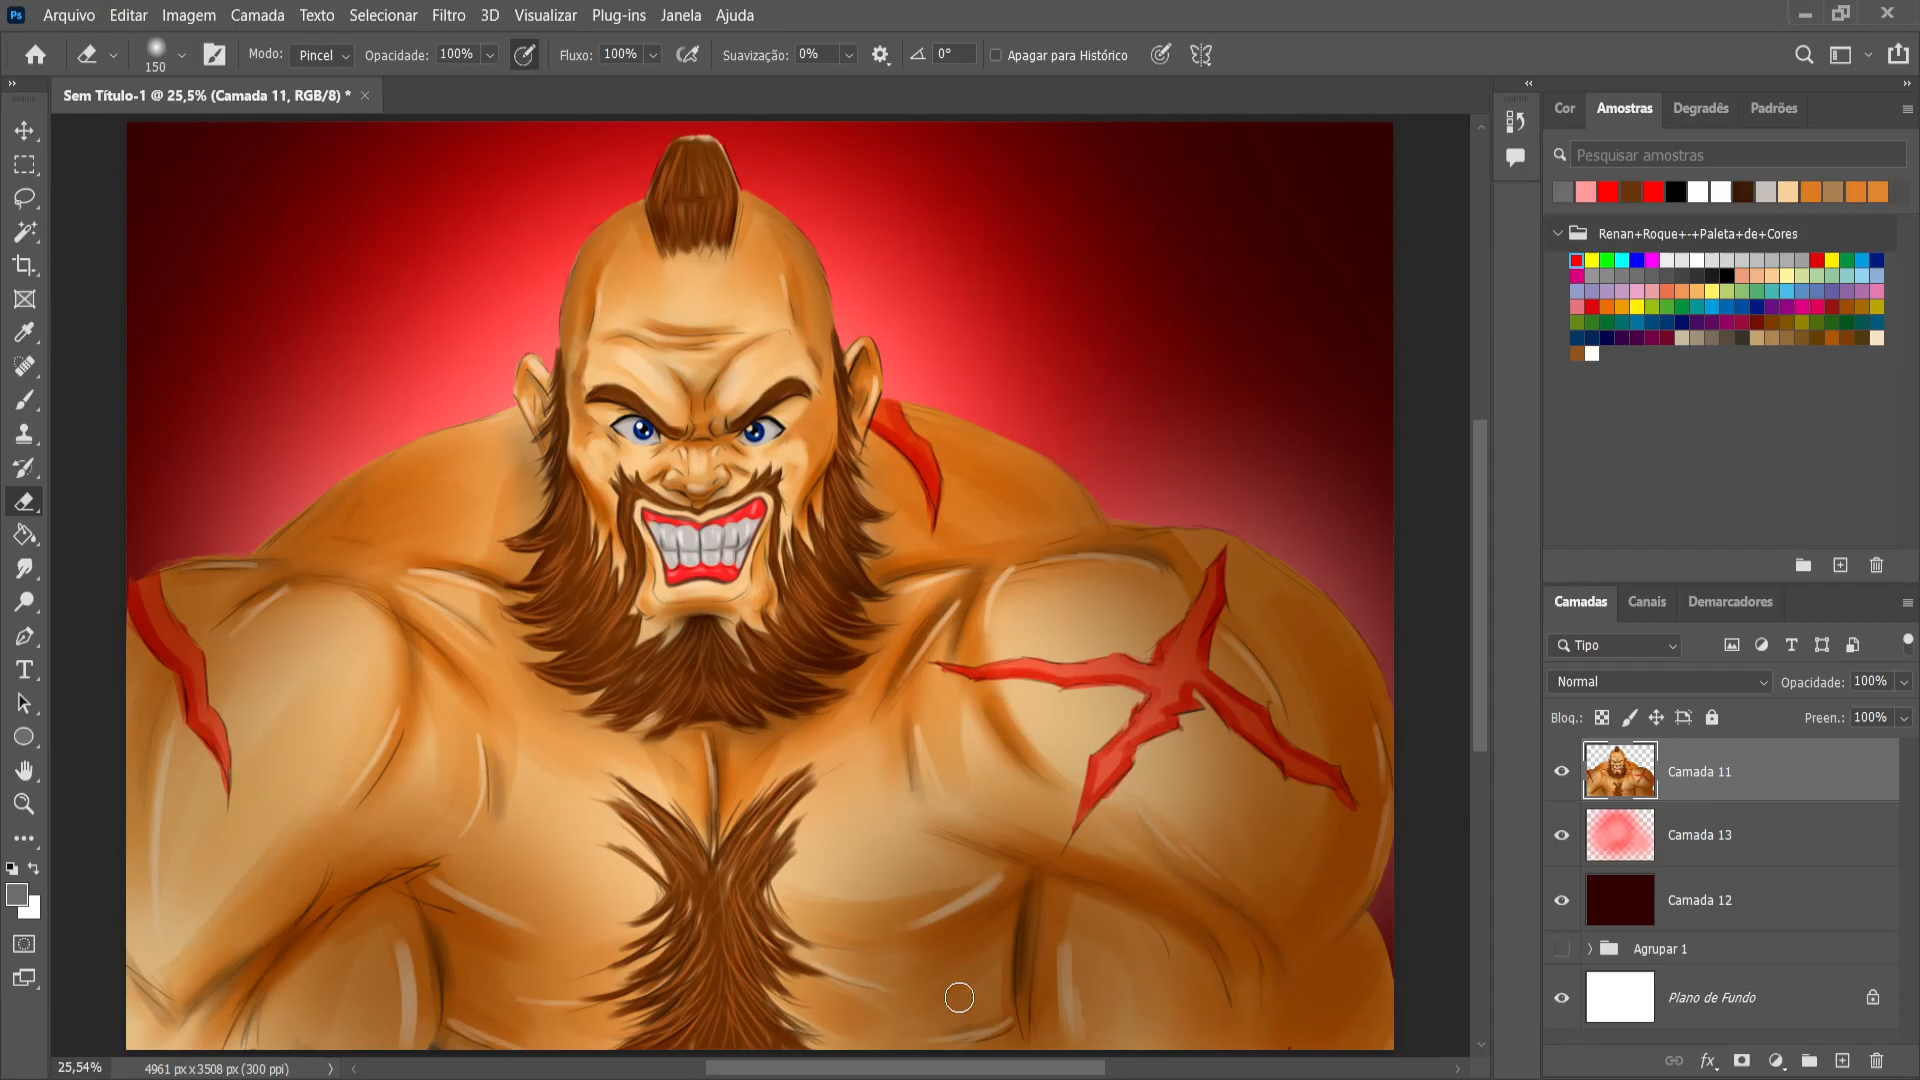 Ps Arquivo Editar Imagem Camada Texto Selecionar Filtro 3D Visualizar Plug-ins Janela Ajuda
150 Modo: Pincel Opacidade: 100% Fluxo: 100% Suavização: 0% 0° Apagar para Histórico
Sem Título-1 @ 25,5% (Camada 11, RGB/8) *
Cor Amostras Degradês Padrões
Pesquisar amostras
Renan+Roque+-+Paleta+de+Cores
Camadas Canais Demarcadores
Tipo
Normal Opacidade: 100%
Bloq.: Preen.: 100%
Camada 11
Camada 13
Camada 12
Agrupar 1
Plano de Fundo
25,54% 4961 px x 3508 px (300 ppi)